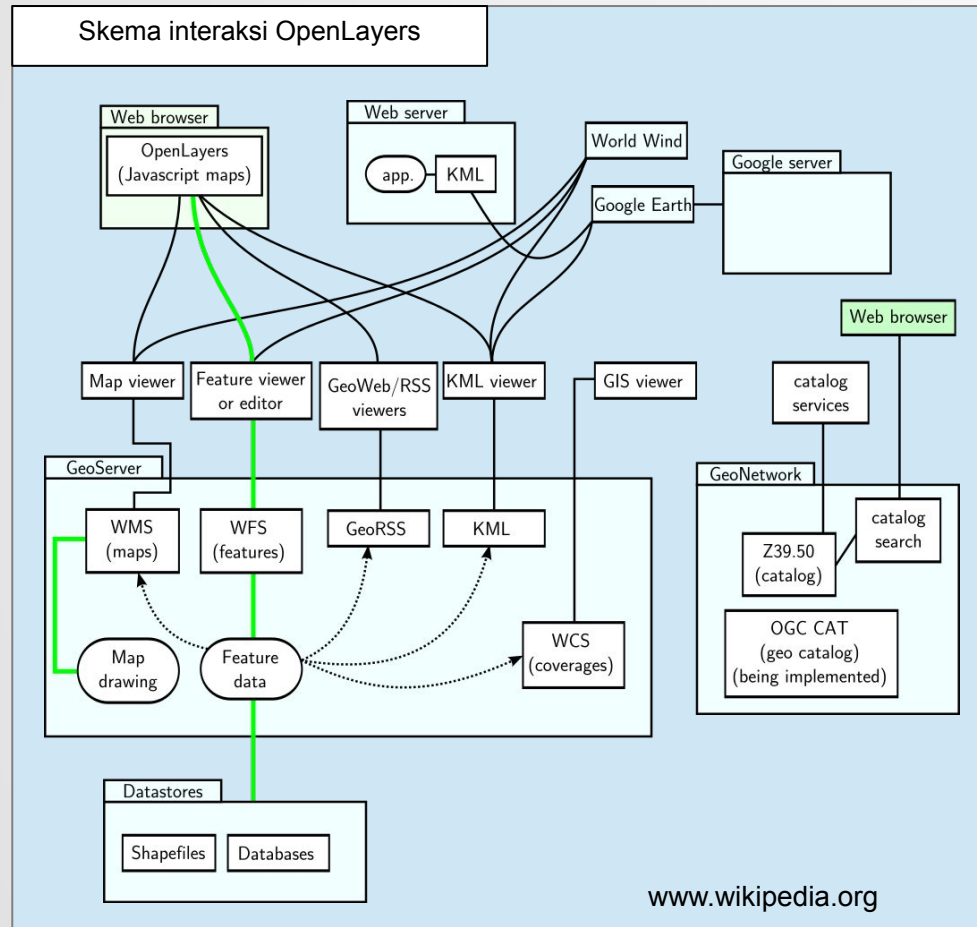 Skema interaksi OpenLayers
Web browser
OpenLayers
(Javascript maps)
Web server
app.
KML
World Wind
Google Earth
Google server
Web browser
Map viewer
Feature viewer
or editor
GeoWeb/RSS
viewers
KML viewer
GIS viewer
catalog
services
GeoServer
WMS
(maps)
WFS
(features)
GeoRSS
KML
Map
drawing
Feature
data
WCS
(coverages)
GeoNetwork
Z39.50
(catalog)
catalog
search
OGC CAT
(geo catalog)
(being implemented)
Datastores
Shapefiles
Databases
www.wikipedia.org